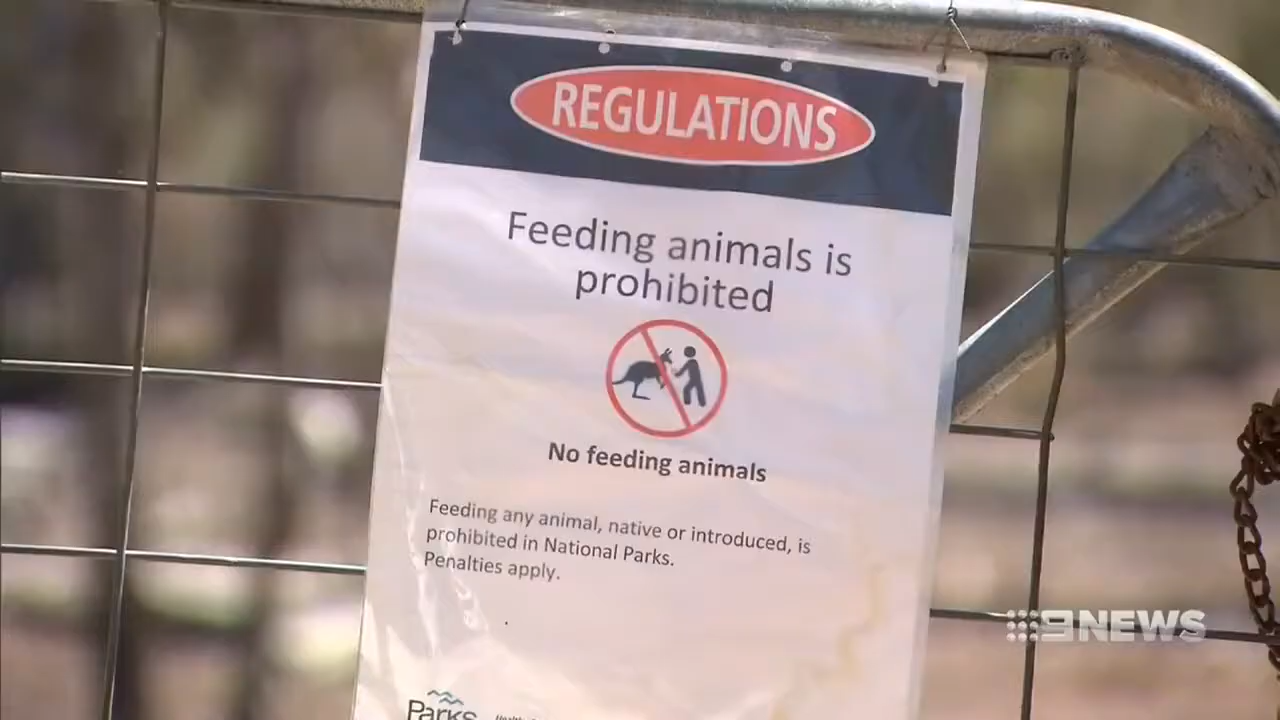 REGULATIONS
Feeding animals is
prohibited
No feeding animals
Feeding any animal, native or introduced, is
prohibited in National Parks.
Penalties apply.
Parks
9NEWS